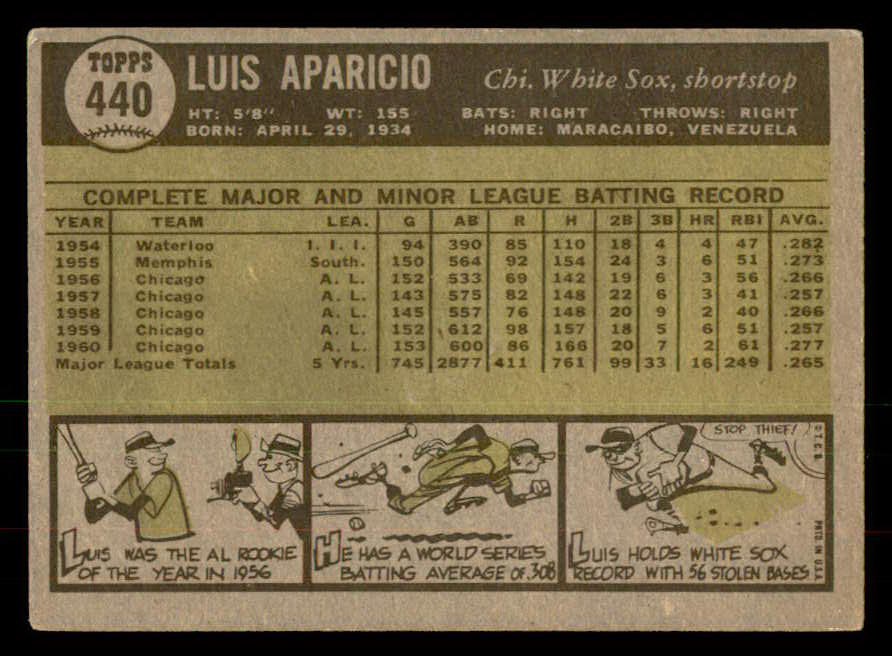 TOPPS
440
LUIS APARICIO
Chi. White Sox, shortstop
HT: 5'8" WT: 155 BATS: RIGHT THROWS: RIGHT
BORN: APRIL 29, 1934 HOME: MARACAIBO, VENEZUELA
COMPLETE MAJOR AND MINOR LEAGUE BATTING RECORD
YEAR TEAM LEA. G AB R H 2B 3B HR RBI AVG.
1954 Waterloo I. I. I. 94 390 85 110 18 4 4 47 .282
1955 Memphis South. 150 564 92 154 24 3 6 51 .273
1956 Chicago A. L. 152 533 69 142 19 6 3 56 .266
1957 Chicago A. L. 143 575 82 148 22 6 3 41 .257
1958 Chicago A. L. 145 557 76 148 20 9 2 40 .266
1959 Chicago A. L. 152 612 98 157 18 5 6 51 .257
1960 Chicago A. L. 153 600 86 166 20 7 2 61 .277
Major League Totals 5 Yrs. 745 2877 411 761 99 33 16 249 .265
LUIS WAS THE AL ROOKIE
OF THE YEAR IN 1956
HE HAS A WORLD SERIES
BATTING AVERAGE OF .308
STOP THIEF!
LUIS HOLDS WHITE SOX
RECORD WITH 56 STOLEN BASES
T.C.G.
PRTD. IN U.S.A.